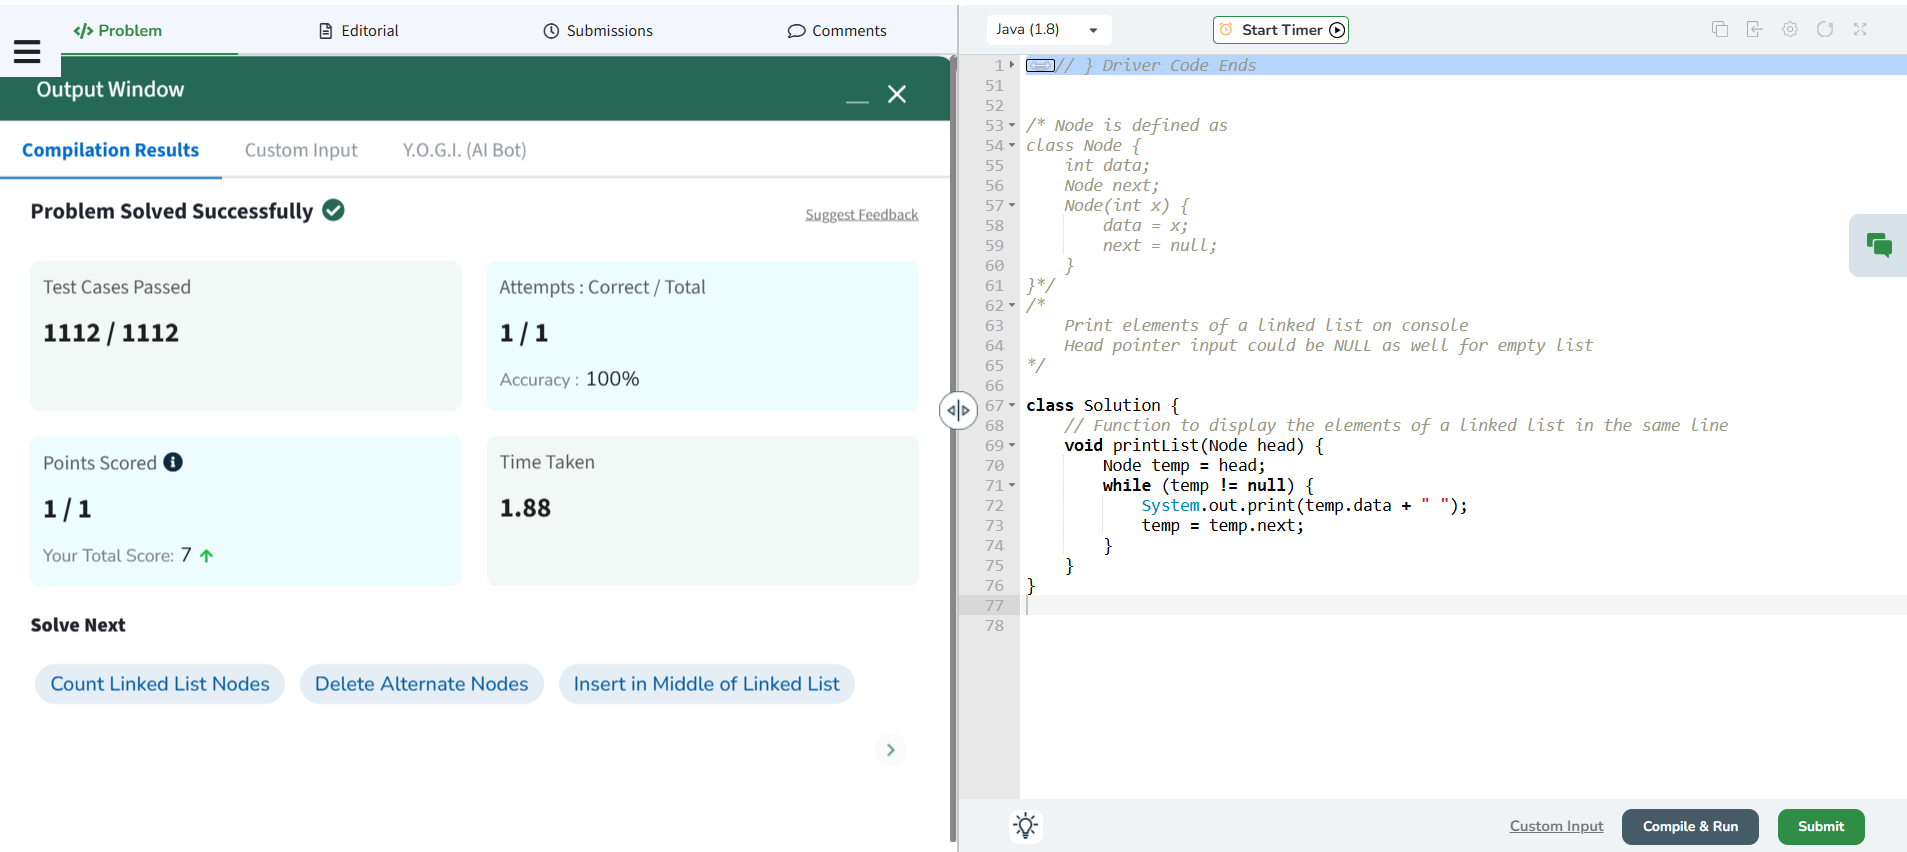 </> Problem
Editorial
Submissions
Comments
Output Window
Compilation Results
Custom Input
Y.O.G.I. (AI Bot)
Problem Solved Successfully
Suggest Feedback
Test Cases Passed
1112 / 1112
Attempts : Correct / Total
1 / 1
Accuracy : 100%
Points Scored
1 / 1
Your Total Score: 7
Time Taken
1.88
Solve Next
Count Linked List Nodes
Delete Alternate Nodes
Insert in Middle of Linked List
Java (1.8)
Start Timer
1 // } Driver Code Ends
51
52
53 /* Node is defined as
54 class Node {
55     int data;
56     Node next;
57     Node(int x) {
58         data = x;
59         next = null;
60     }
61 }*/
62 /*
63     Print elements of a linked list on console
64     Head pointer input could be NULL as well for empty list
65 */
66
67 class Solution {
68     // Function to display the elements of a linked list in the same line
69     void printList(Node head) {
70         Node temp = head;
71         while (temp != null) {
72             System.out.print(temp.data + " ");
73             temp = temp.next;
74         }
75     }
76 }
77
78
Custom Input
Compile & Run
Submit